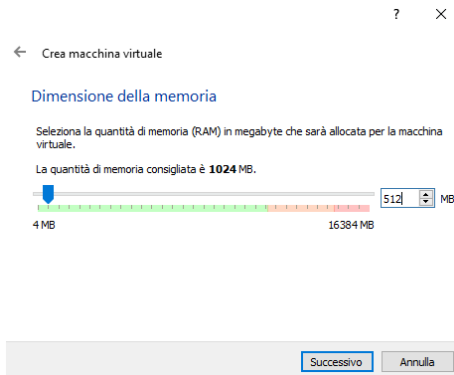 ?
Crea macchina virtuale
Dimensione della memoria
Seleziona la quantità di memoria (RAM) in megabyte che sarà allocata per la macchina
virtuale.
La quantità di memoria consigliata è 1024 MB.
512 MB
4 MB 16384 MB
Successivo Annulla